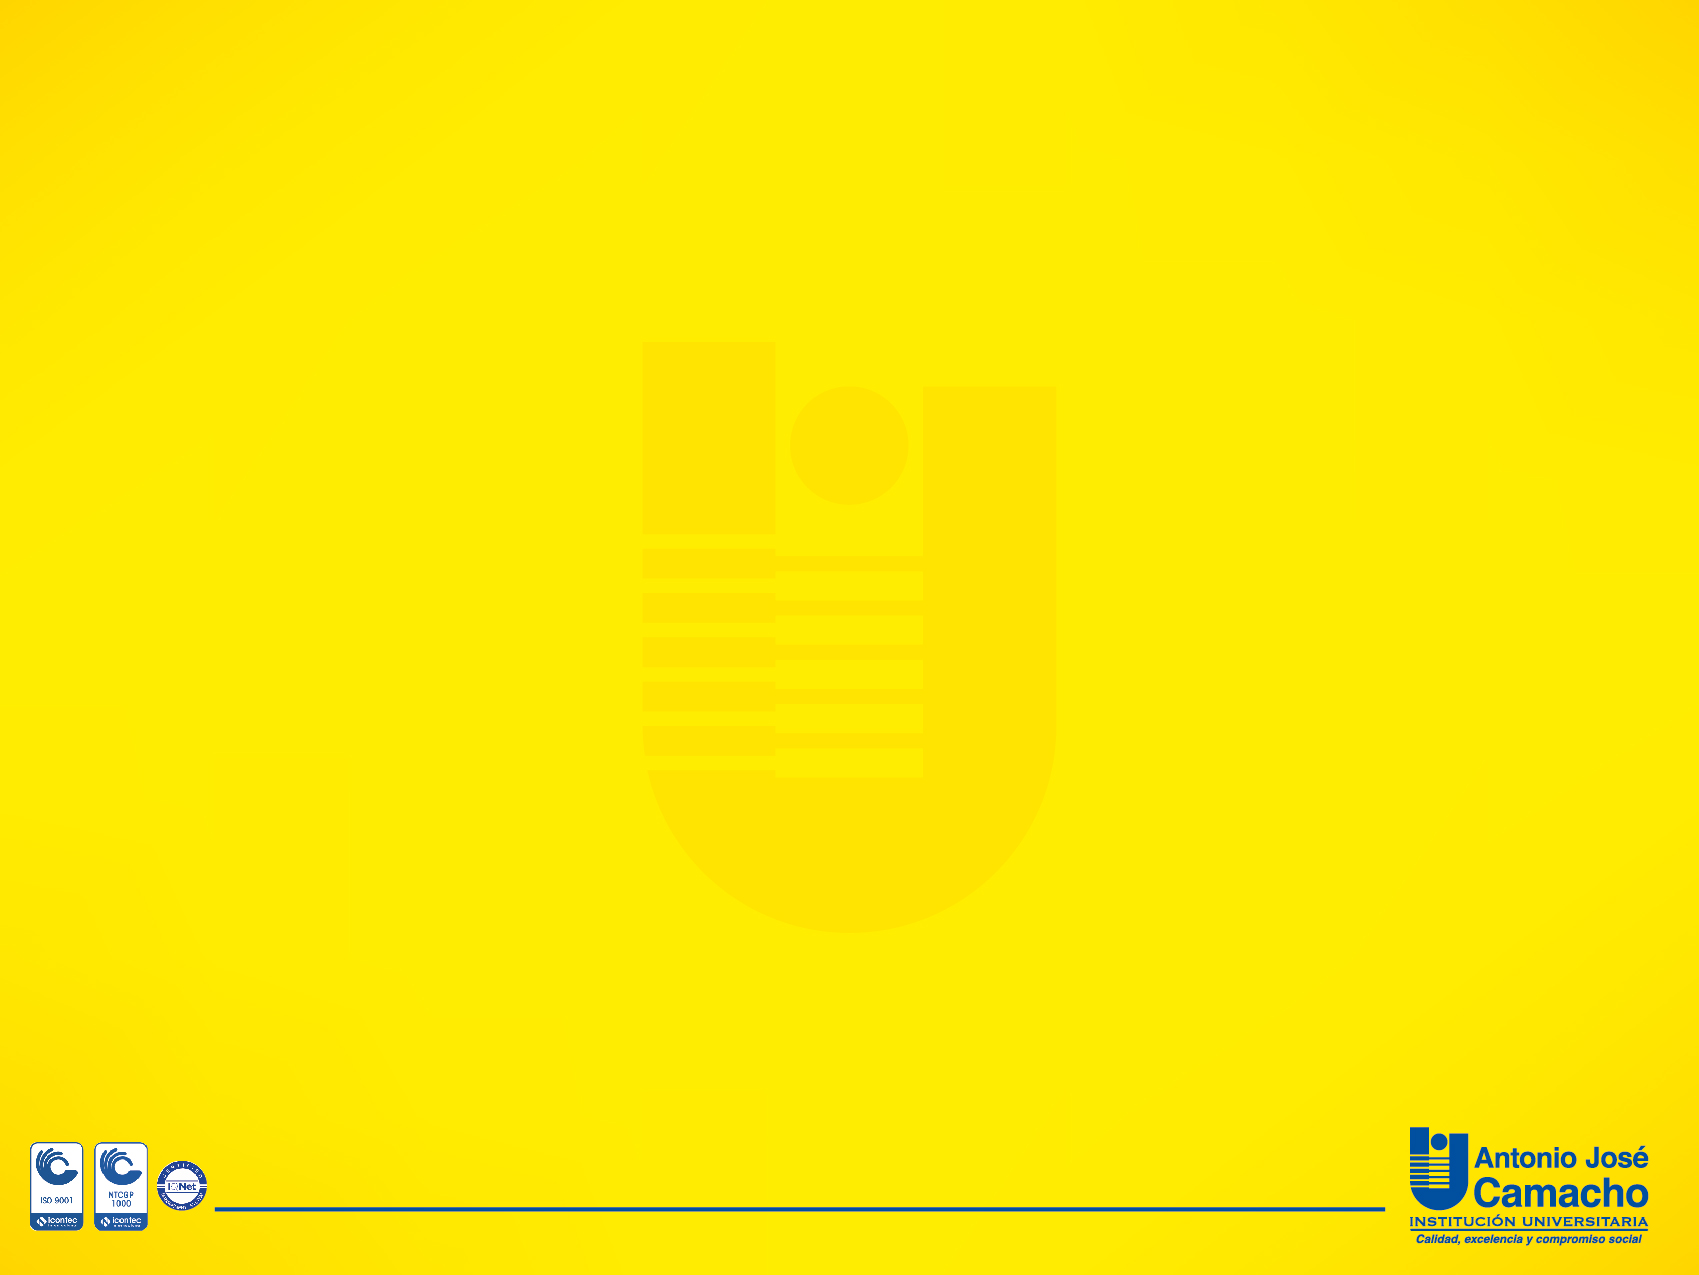 Antonio José
Camacho
INSTITUCIÓN UNIVERSITARIA
Calidad, excelencia y compromiso social
ISO 9001
icontec
NTCGP
1000
icontec
IQNet